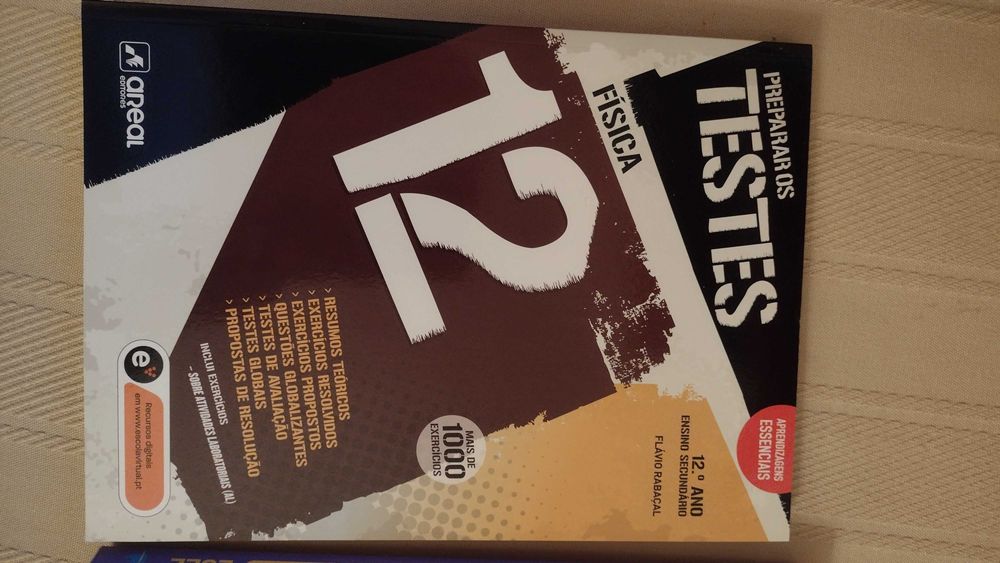 PREPARAR OS
TESTES
APRENDIZAGENS
ESSENCIAIS
FÍSICA
12.º ANO
ENSINO SECUNDÁRIO
FLÁVIO RABAÇAL
12
MAIS DE
1000
EXERCÍCIOS
> RESUMOS TEÓRICOS
> EXERCÍCIOS RESOLVIDOS
> EXERCÍCIOS PROPOSTOS
> QUESTÕES GLOBALIZANTES
> TESTES DE AVALIAÇÃO
> TESTES GLOBAIS
> PROPOSTAS DE RESOLUÇÃO
INCLUI EXERCÍCIOS
– SOBRE ATIVIDADES LABORATORIAIS (AL)
areal
EDITORES
e
Recursos digitais
em www.escolavirtual.pt